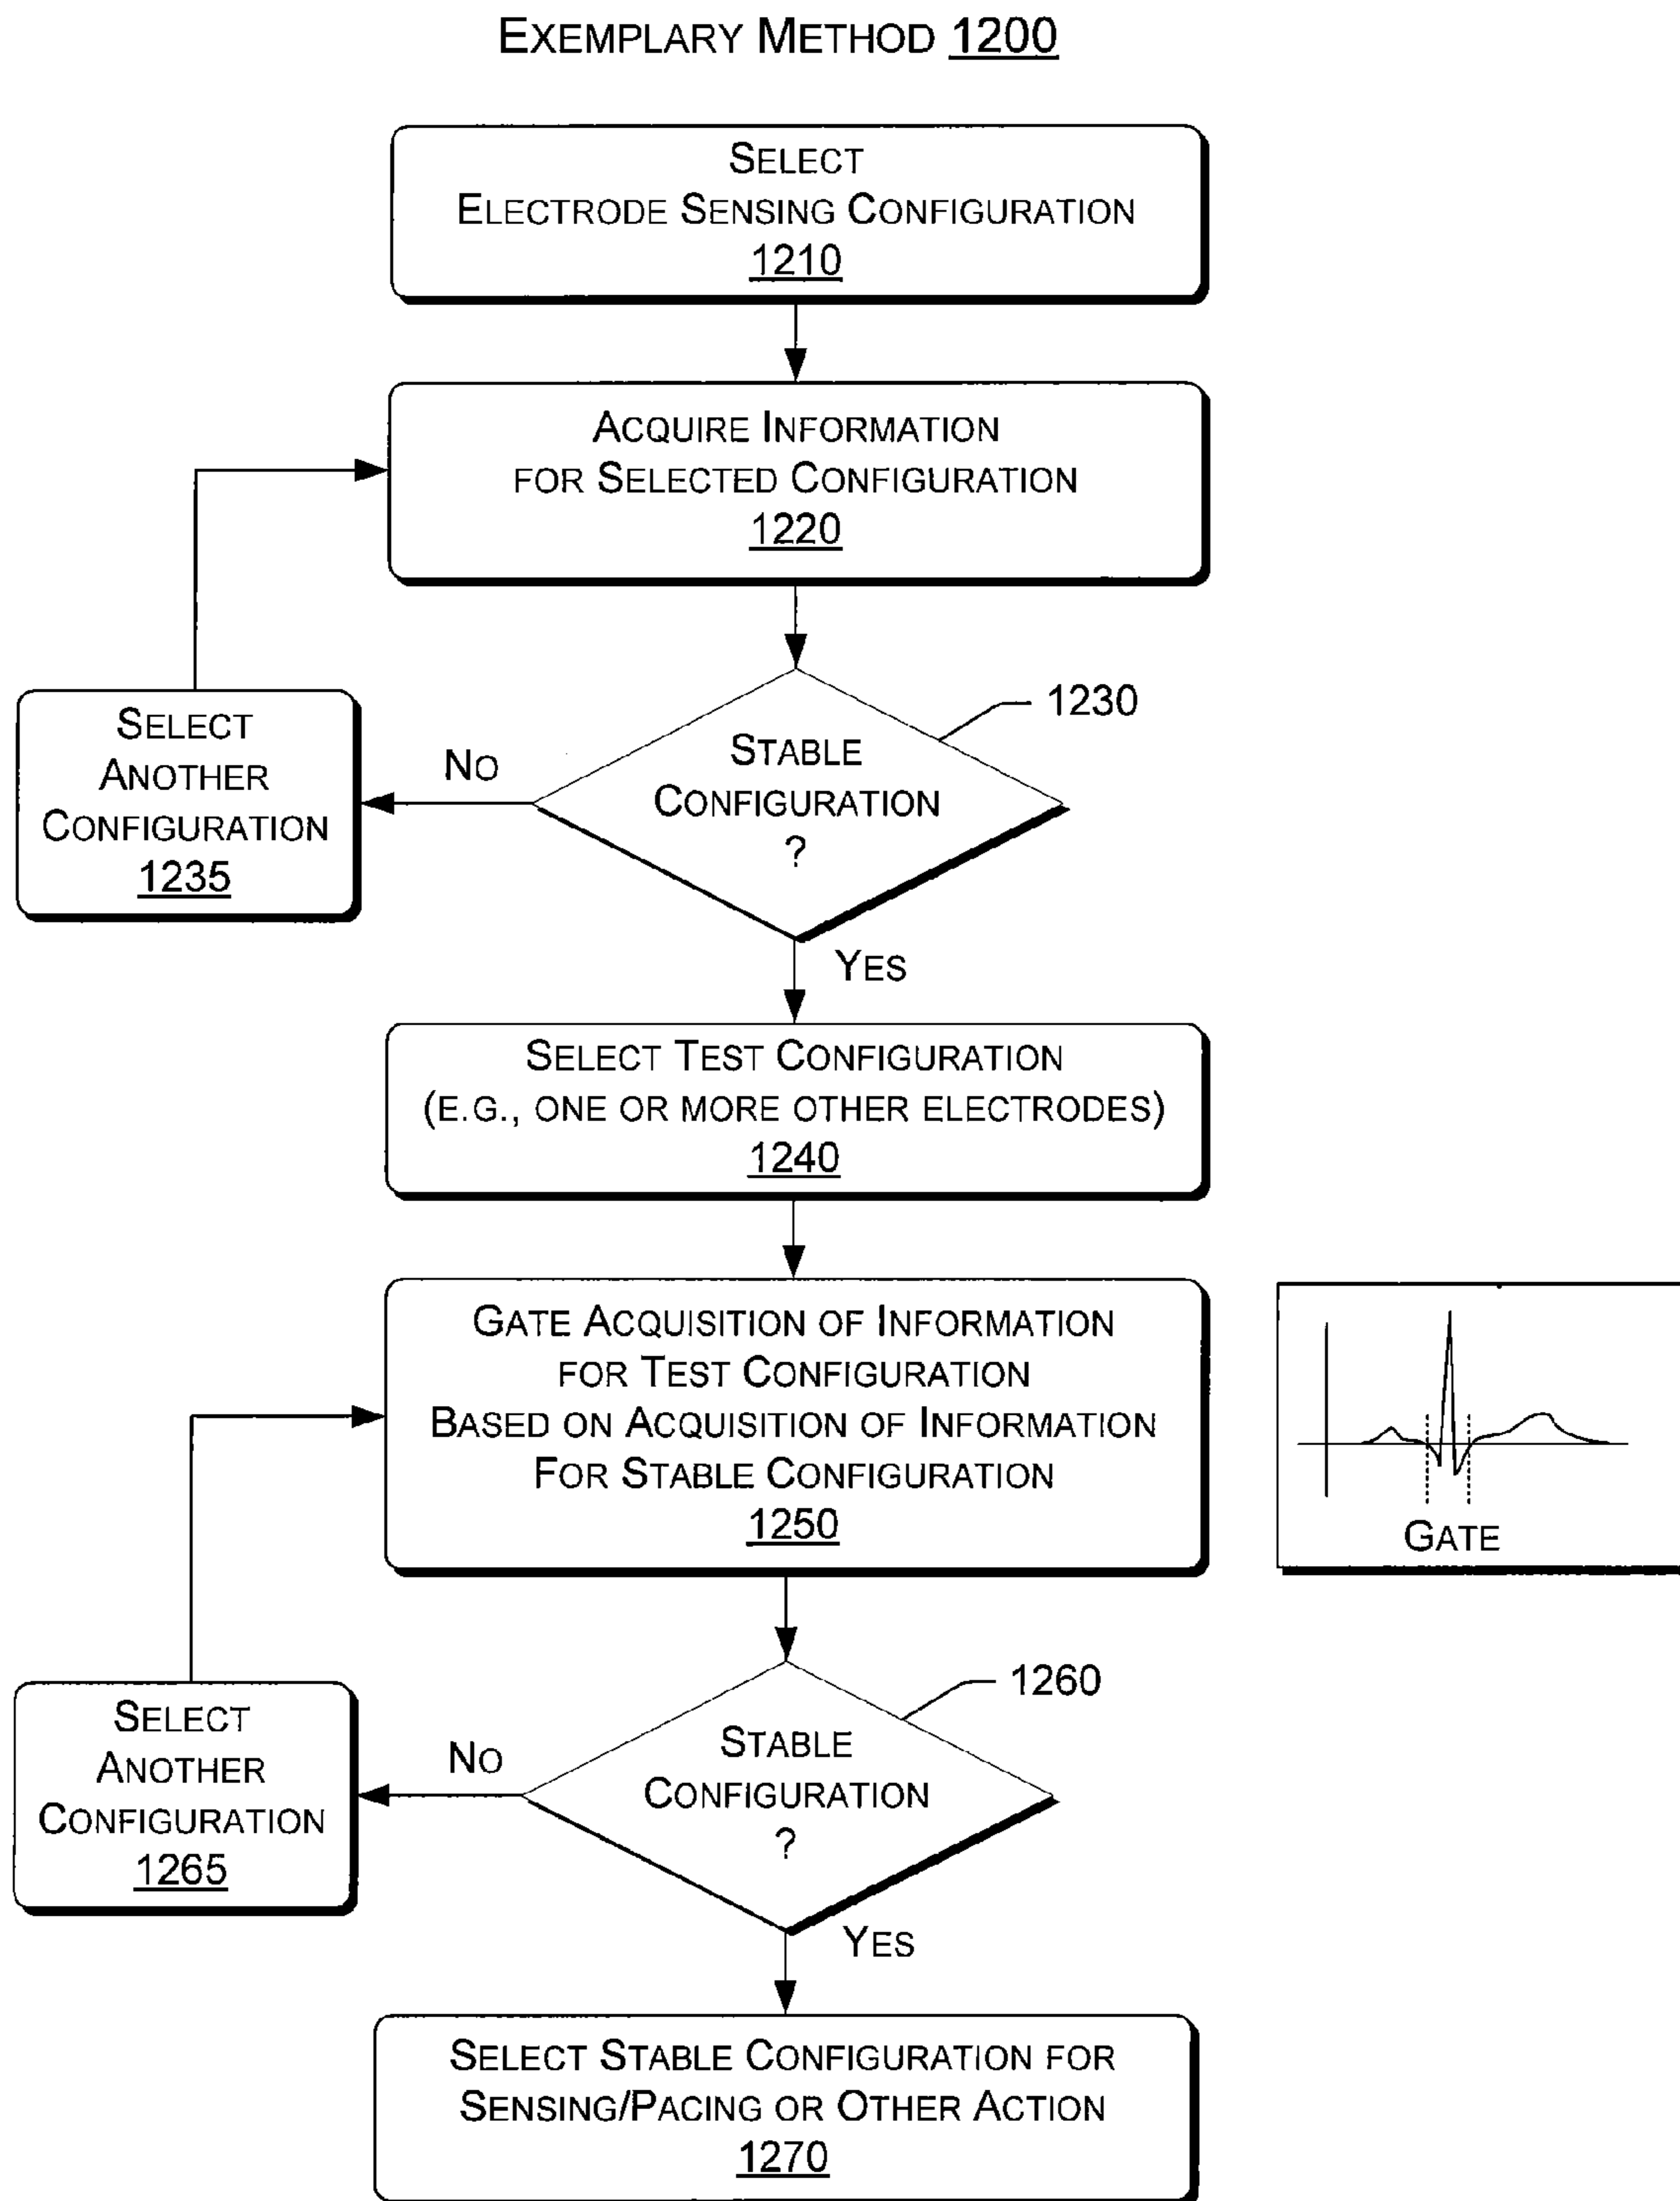 EXEMPLARY METHOD 1200
SELECT
ELECTRODE SENSING CONFIGURATION
1210
ACQUIRE INFORMATION
FOR SELECTED CONFIGURATION
1220
1230
STABLE
CONFIGURATION
?
NO
SELECT
ANOTHER
CONFIGURATION
1235
YES
SELECT TEST CONFIGURATION
(E.G., ONE OR MORE OTHER ELECTRODES)
1240
GATE ACQUISITION OF INFORMATION
FOR TEST CONFIGURATION
BASED ON ACQUISITION OF INFORMATION
FOR STABLE CONFIGURATION
1250
GATE
1260
STABLE
CONFIGURATION
?
NO
SELECT
ANOTHER
CONFIGURATION
1265
YES
SELECT STABLE CONFIGURATION FOR
SENSING/PACING OR OTHER ACTION
1270